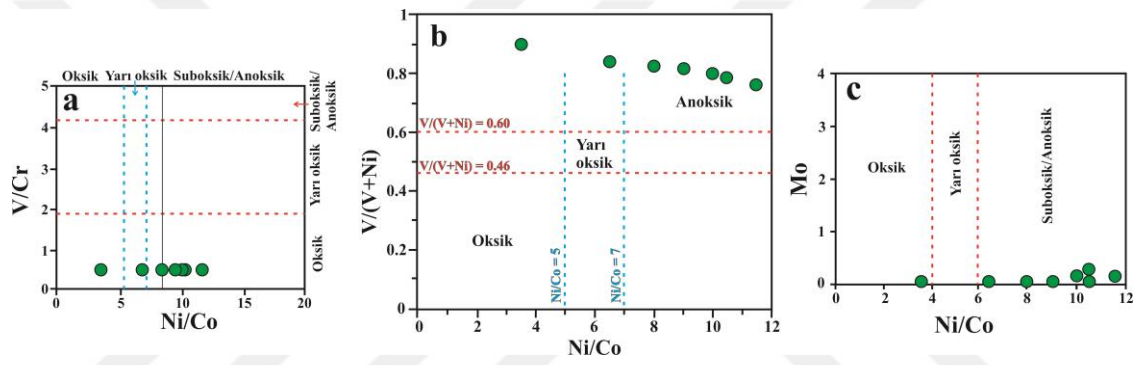 Oksik Yarı oksik Suboksik/Anoksik
a
5
4
3
2
1
0
V/Cr
0 5 10 15 20
Ni/Co
Suboksik/
Anoksik
Yarı oksik
Oksik
b
1
0.8
0.6
0.4
0.2
0
V/(V+Ni)
Anoksik
V/(V+Ni) = 0.60
Yarı
oksik
V/(V+Ni) = 0.46
Oksik
Ni/Co = 5
Ni/Co = 7
0 2 4 6 8 10 12
Ni/Co
c
4
3
2
1
0
Mo
Oksik
Yarı oksik
Suboksik/Anoksik
0 2 4 6 8 10 12
Ni/Co